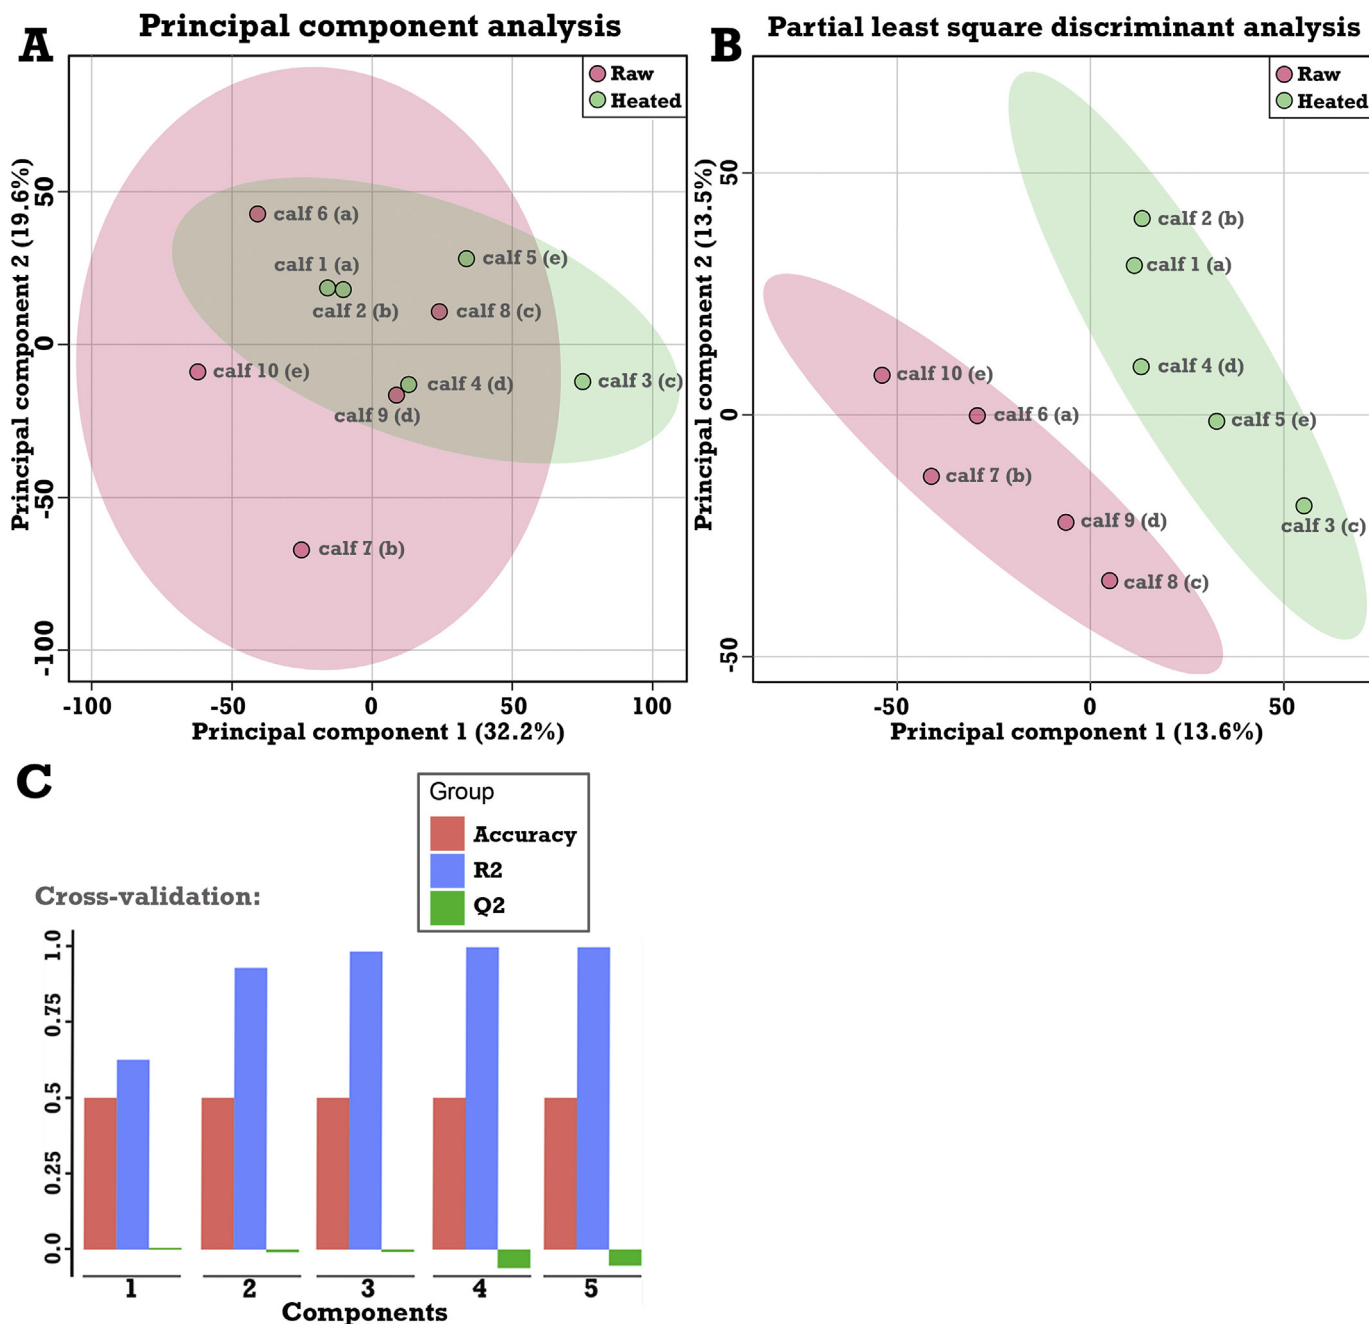 A
Principal component analysis
Raw
Heated
calf 6 (a)
calf 5 (e)
calf 1 (a)
calf 2 (b)
calf 8 (c)
calf 10 (e)
calf 4 (d)
calf 3 (c)
calf 9 (d)
calf 7 (b)
50
0
-50
-100
Principal component 2 (19.6%)
-100 -50 0 50 100
Principal component 1 (32.2%)
B
Partial least square discriminant analysis
Raw
Heated
calf 2 (b)
calf 1 (a)
calf 4 (d)
calf 10 (e)
calf 6 (a)
calf 5 (e)
calf 7 (b)
calf 9 (d)
calf 3 (c)
calf 8 (c)
50
0
-50
Principal component 2 (13.5%)
-50 0 50
Principal component 1 (13.6%)
C
Group
Accuracy
R2
Q2
Cross-validation:
1.0
0.75
0.5
0.25
0.0
1 2 3 4 5
Components